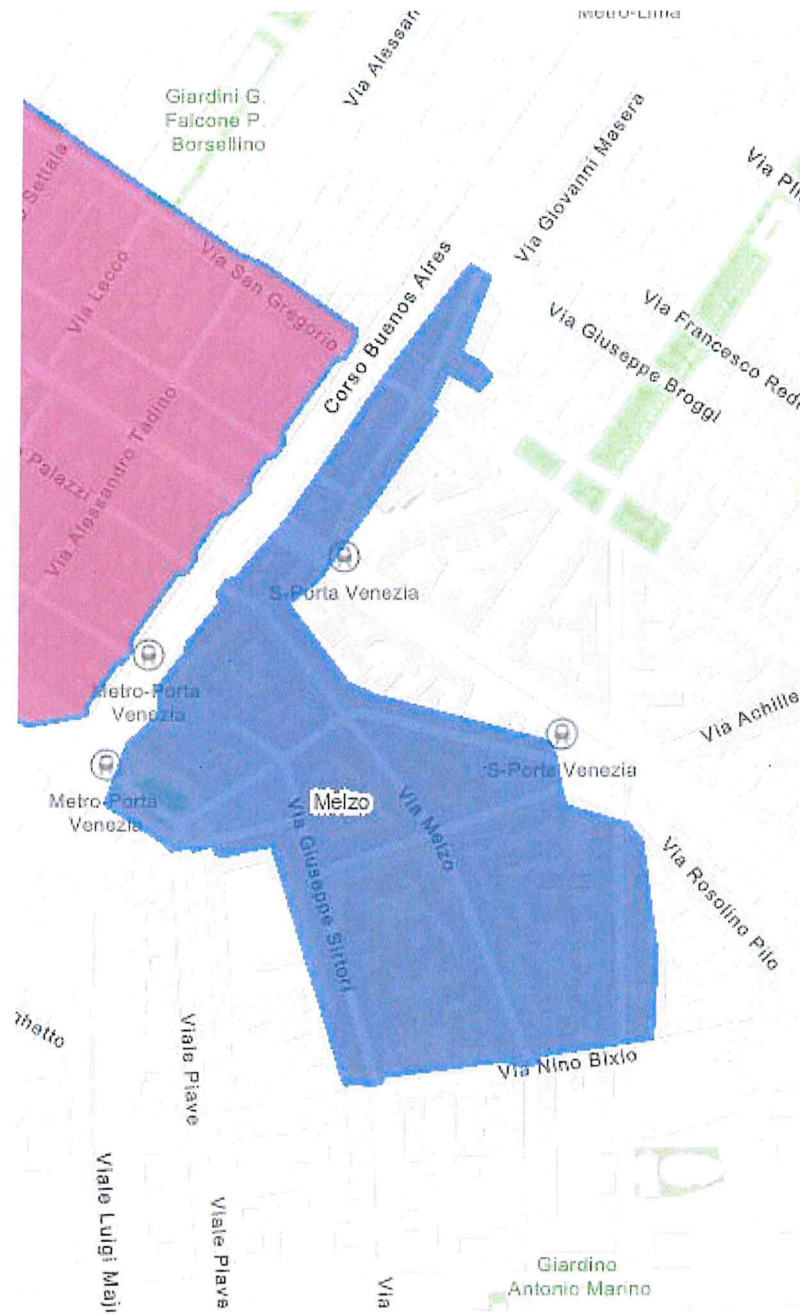 Metro-Lima
Via Alessan
Giardini G.
Falcone P.
Borsellino
Via Giovanni Masera
Via Pli
o Settala
Via Lecco
Via San Gregorio
Corso Buenos Aires
Via Francesco Redi
Via Giuseppe Broggi
Palazzi
Via Alessandro Tadino
S-Porta Venezia
Metro-Porta
Venezia
Via Achille
S-Porta Venezia
Metro-Porta
Venezia
Melzo
Via Giuseppe Sirtori
Via Melzo
Via Rosolino Pilo
ghetto
Viale Piave
Via Nino Bixio
Viale Luigi Maj
Viale Piave
Via
Giardino
Antonio Marino